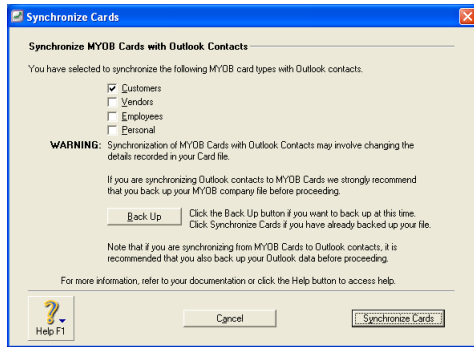 Synchronize Cards
Synchronize MYOB Cards with Outlook Contacts
You have selected to synchronize the following MYOB card types with Outlook contacts.
Customers
Vendors
Employees
Personal
WARNING: Synchronization of MYOB Cards with Outlook Contacts may involve changing the
details recorded in your Card file.
If you are synchronizing Outlook contacts to MYOB Cards we strongly recommend
that you back up your MYOB company file before proceeding.
Back Up
Click the Back Up button if you want to back up at this time.
Click Synchronize Cards if you have already backed up your file.
Note that if you are synchronizing from MYOB Cards to Outlook contacts, it is
recommended that you also back up your Outlook data before proceeding.
For more information, refer to your documentation or click the Help button to access help.
Help F1
Cancel
Synchronize Cards